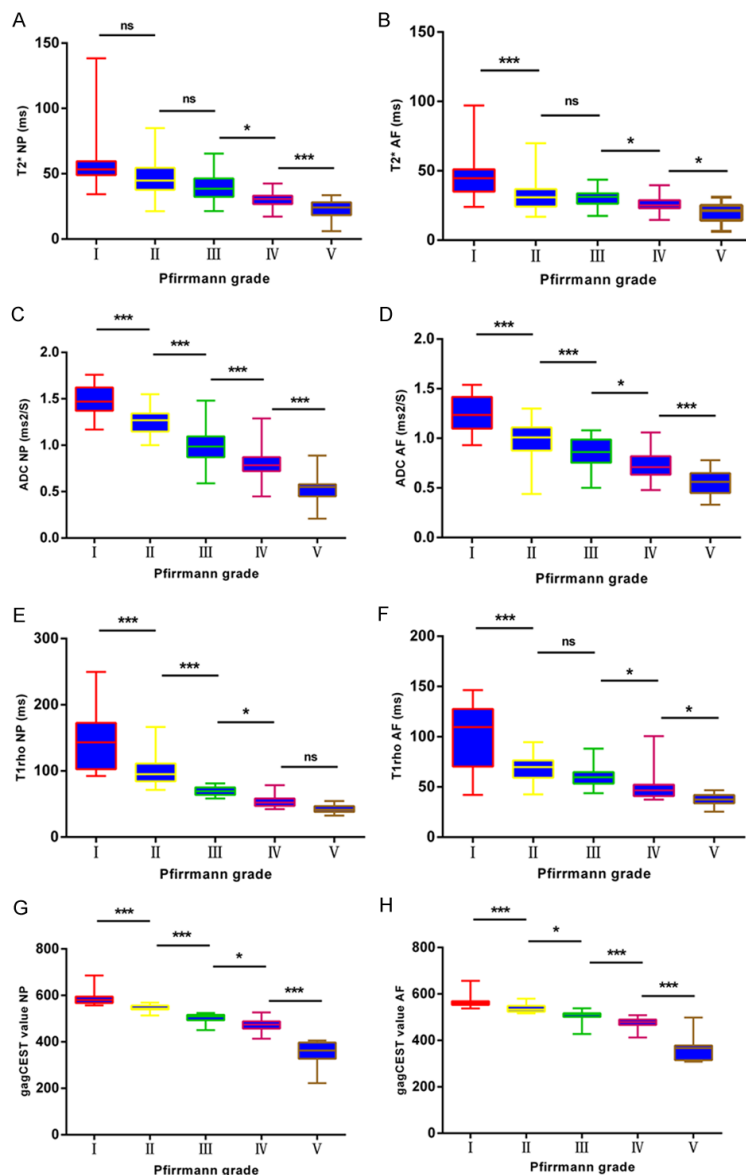 A
T2* NP (ms)
150
100
50
0
ns
ns
*
***
I II III IV V
Pfirrmann grade
B
T2* AF (ms)
150
100
50
0
***
ns
*
*
I II III IV V
Pfirrmann grade
C
ADC NP (ms2/S)
2.0
1.5
1.0
0.5
0.0
***
***
***
***
I II III IV V
Pfirrmann grade
D
ADC AF (ms2/S)
2.0
1.5
1.0
0.5
0.0
***
***
*
***
I II III IV V
Pfirrmann grade
E
T1rho NP (ms)
300
200
100
0
***
***
*
ns
I II III IV V
Pfirrmann grade
F
T1rho AF (ms)
200
150
100
50
0
***
ns
*
*
I II III IV V
Pfirrmann grade
G
gagCEST value NP
800
600
400
200
0
***
***
*
***
I II III IV V
Pfirrmann grade
H
gagCEST value AF
800
600
400
200
0
***
*
***
***
I II III IV V
Pfirrmann grade